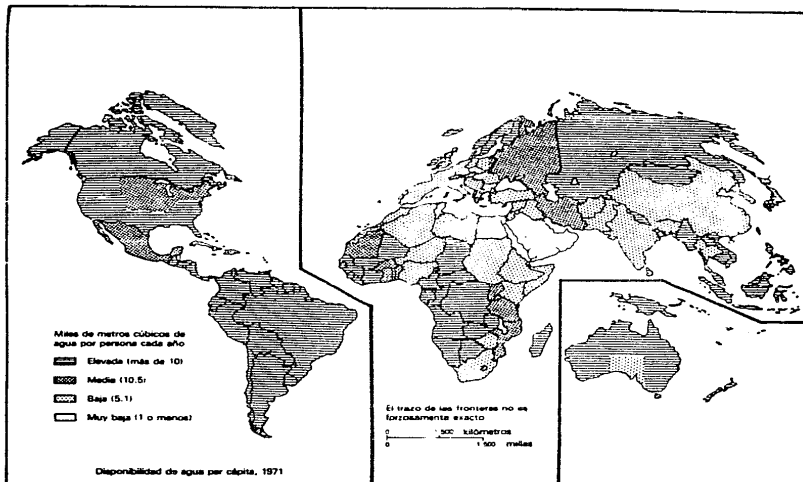 Miles de metros cúbicos de
agua por persona cada año
Elevada (más de 10)
Media (10.5)
Baja (5.1)
Muy baja (1 o menos)
Disponibilidad de agua per cápita, 1971
El trazo de las fronteras no es
forzosamente exacto
0 1 500 kilómetros
0 1 500 millas